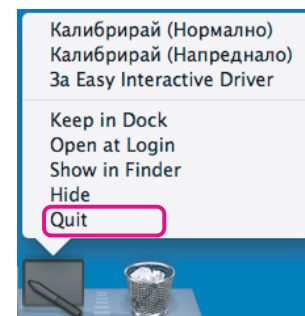 Калибрирай (Нормално)
Калибрирай (Напреднало)
За Easy Interactive Driver
Keep in Dock
Open at Login
Show in Finder
Hide
Quit